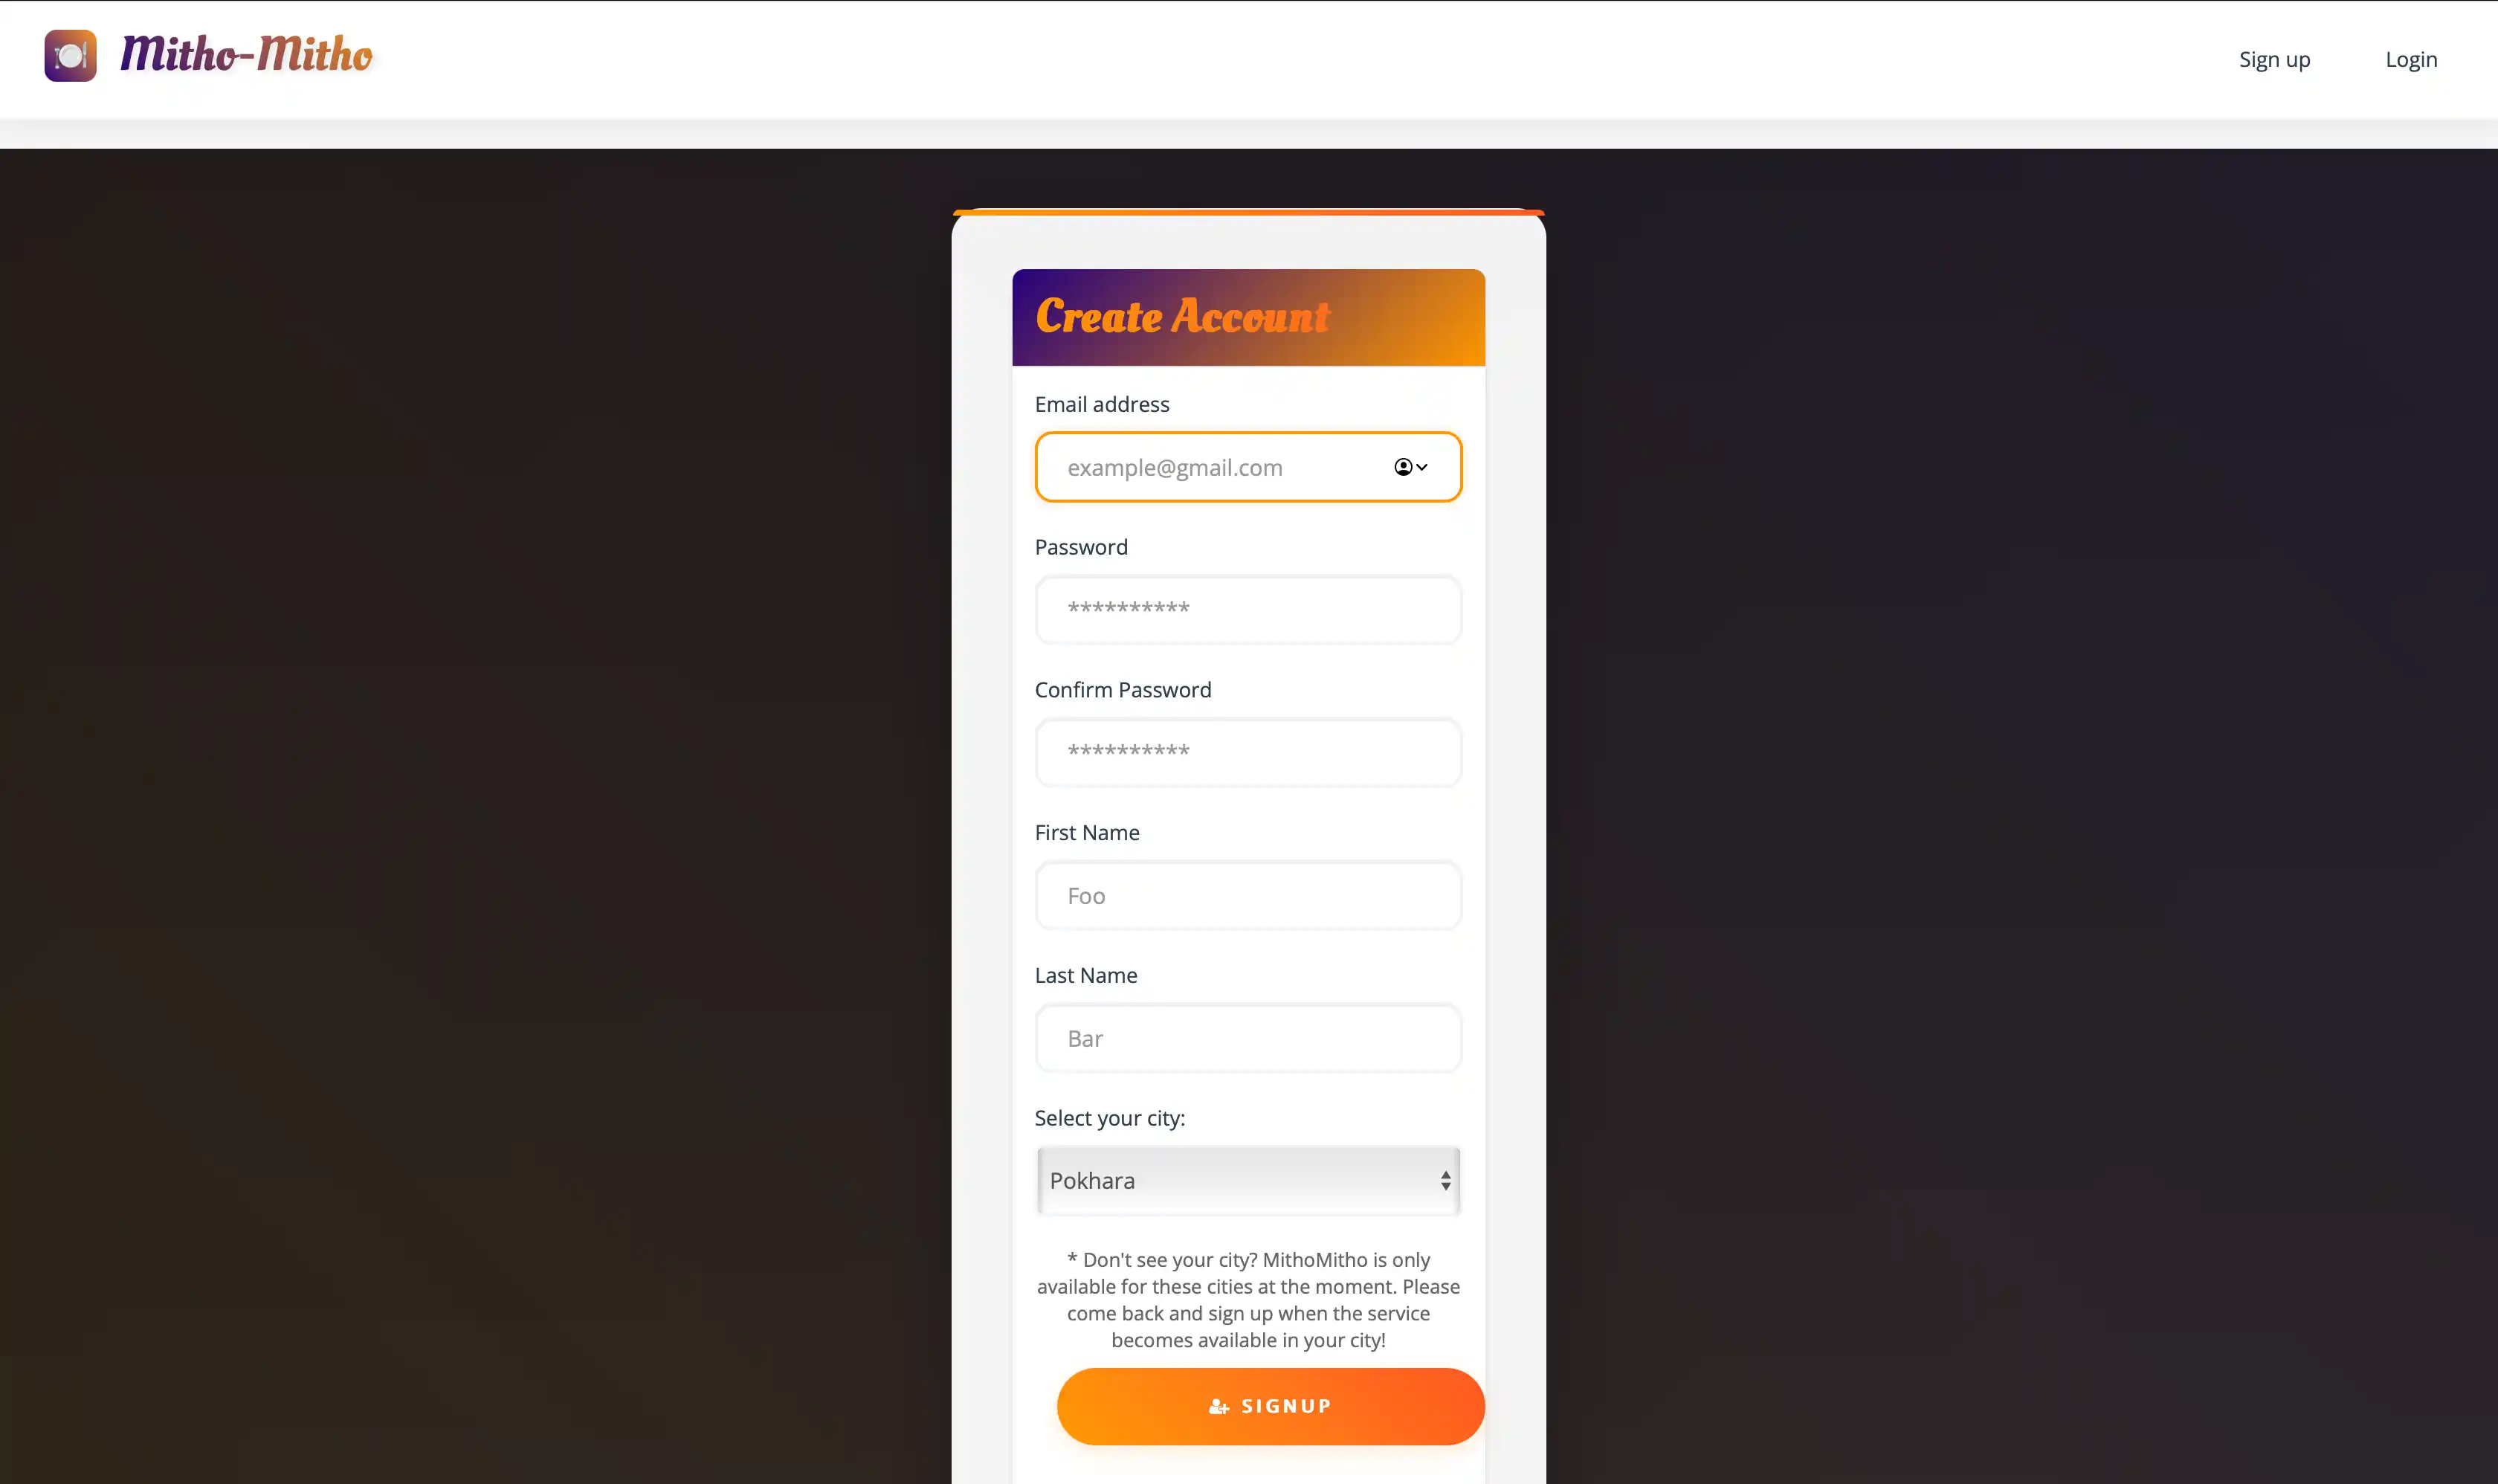 Mitho-Mitho
Sign up
Login
Create Account
Email address
example@gmail.com
Password
**********
Confirm Password
**********
First Name
Foo
Last Name
Bar
Select your city:
Pokhara
* Don't see your city? MithoMitho is only
available for these cities at the moment. Please
come back and sign up when the service
becomes available in your city!
SIGNUP